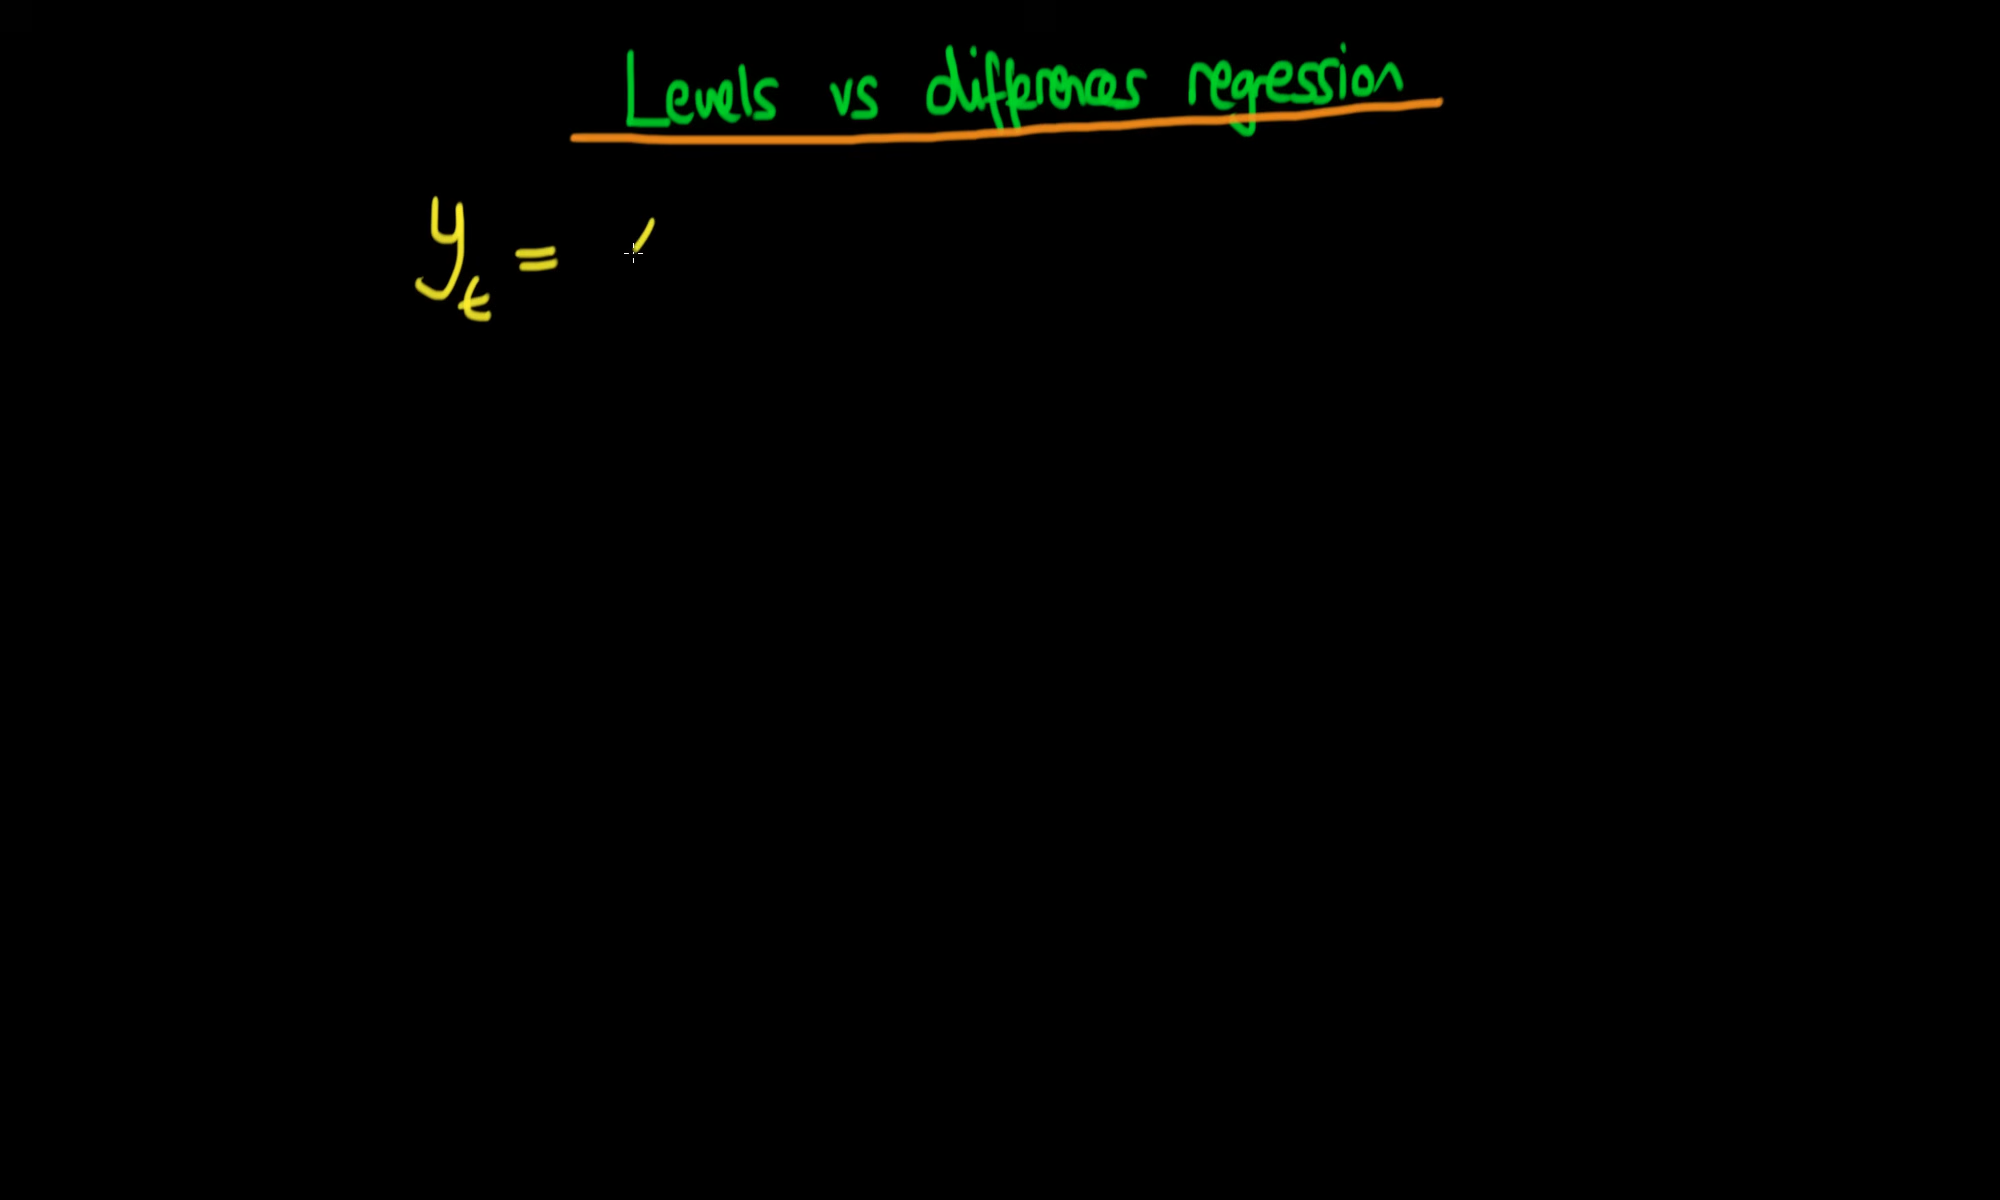 Levels vs differences regression
y_t =